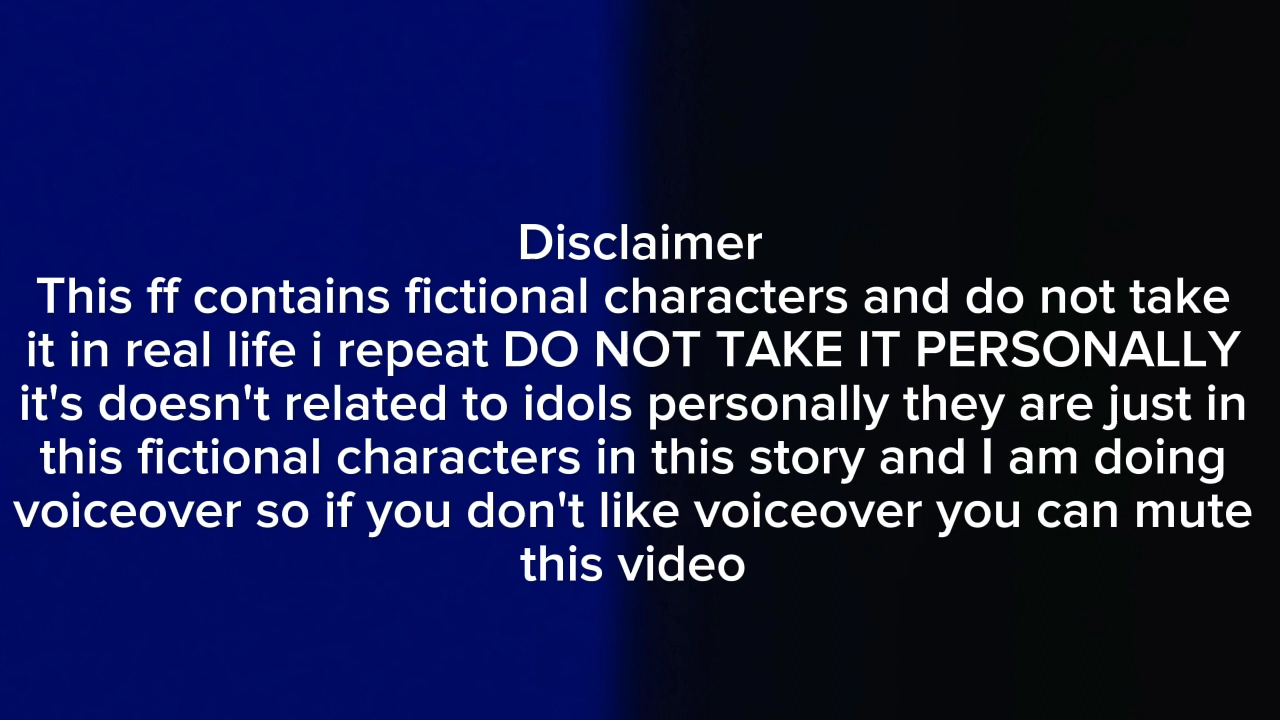 Disclaimer
This ff contains fictional characters and do not take
it in real life i repeat DO NOT TAKE IT PERSONALLY
it's doesn't related to idols personally they are just in
this fictional characters in this story and I am doing
voiceover so if you don't like voiceover you can mute
this video